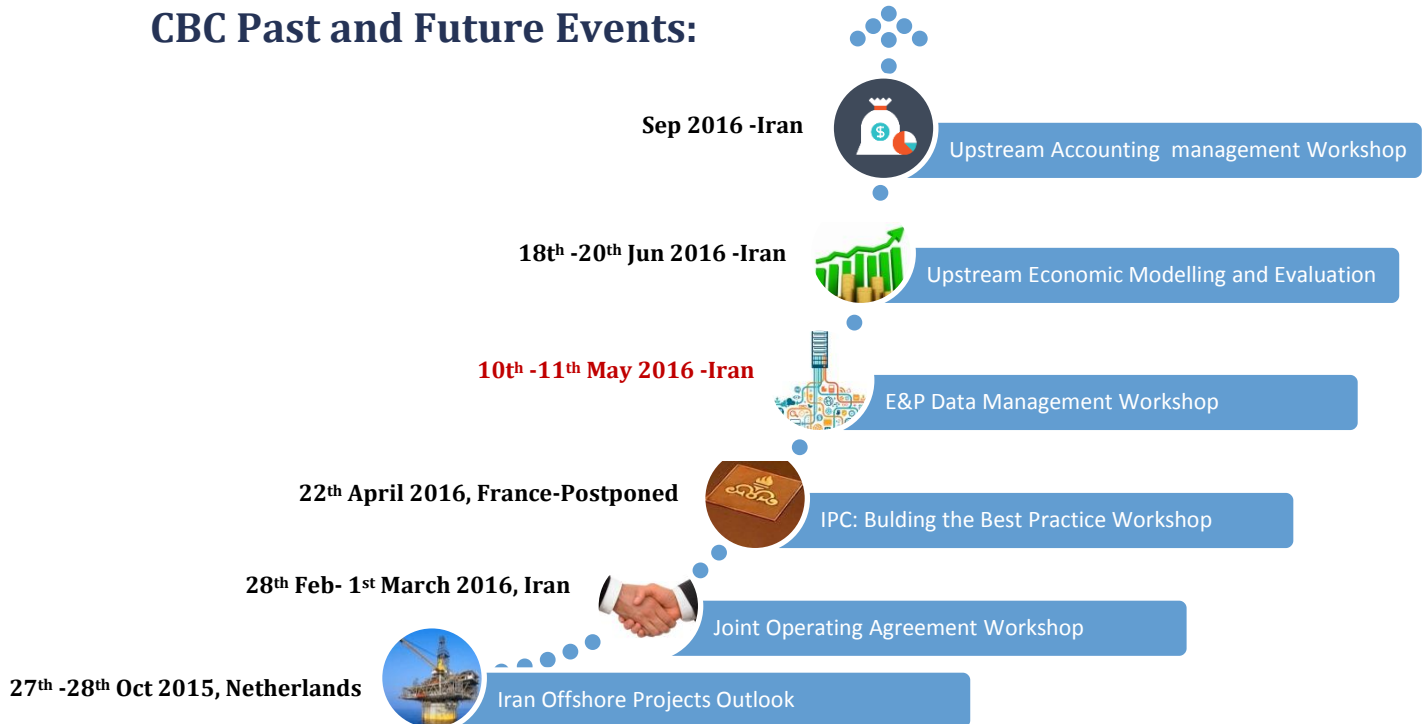 CBC Past and Future Events:
Sep 2016 -Iran
Upstream Accounting  management Workshop
18tʰ -20ᵗʰ Jun 2016 -Iran
Upstream Economic Modelling and Evaluation
10tʰ -11ᵗʰ May 2016 -Iran
E&P Data Management Workshop
22ᵗʰ April 2016, France-Postponed
IPC: Bulding the Best Practice Workshop
28ᵗʰ Feb- 1ˢᵗ March 2016, Iran
Joint Operating Agreement Workshop
27ᵗʰ -28ᵗʰ Oct 2015, Netherlands
Iran Offshore Projects Outlook